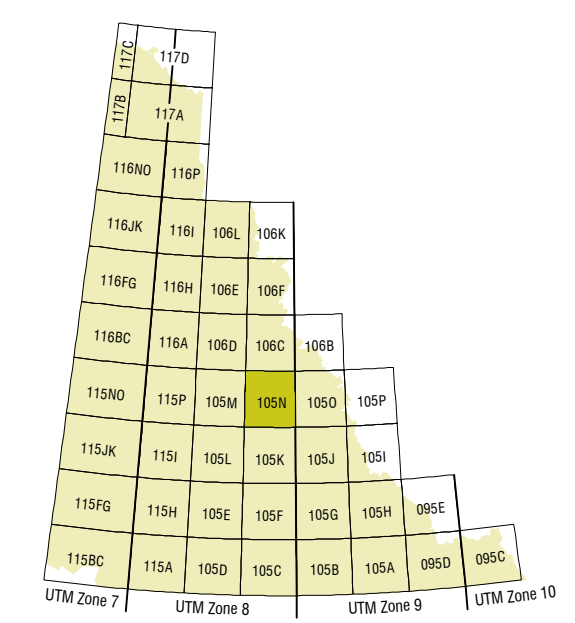 117C 117D
117B 117A
116NO 116P
116JK 116I 106L 106K
116FG 116H 106E 106F
116BC 116A 106D 106C 106B
115NO 115P 105M 105N 105O 105P
115JK 115I 105L 105K 105J 105I
115FG 115H 105E 105F 105G 105H 095E
115BC 115A 105D 105C 105B 105A 095D 095C
UTM Zone 7 UTM Zone 8 UTM Zone 9 UTM Zone 10